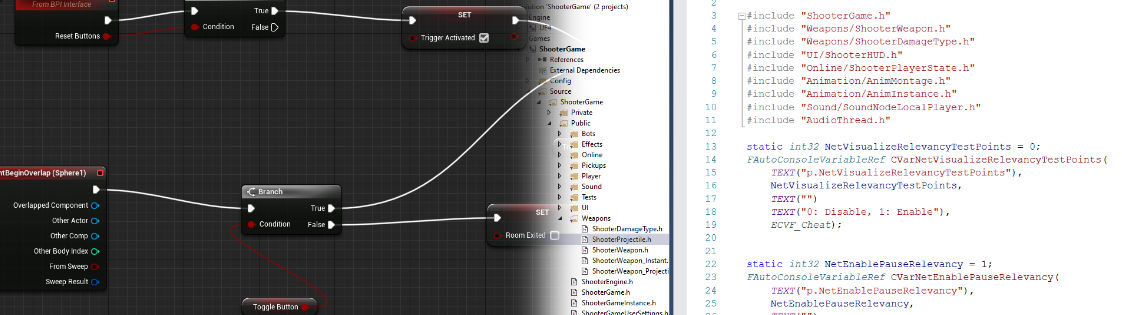 From BPI Interface
Reset Buttons
Condition
True
False
SET
Trigger Activated
ntBeginOverlap (Sphere1)
Overlapped Component
Other Actor
Other Comp
Other Body Index
From Sweep
Sweep Result
Branch
Condition
True
False
Toggle Button
SET
Room Exited
ution 'ShooterGame' (2 projects)
Engine
UE4
Games
ShooterGame
References
External Dependencies
Config
Source
ShooterGame
Private
Public
Bots
Effects
Online
Pickups
Player
Sound
Tests
UI
Weapons
ShooterDamageType.h
ShooterProjectile.h
ShooterWeapon.h
ShooterWeapon_Instant.
ShooterWeapon_Projecti
ShooterEngine.h
ShooterGame.h
ShooterGameInstance.h
ShooterGameUserSettings.h
2
3 #include "ShooterGame.h"
4 #include "Weapons/ShooterWeapon.h"
5 #include "Weapons/ShooterDamageType.h"
6 #include "UI/ShooterHUD.h"
7 #include "Online/ShooterPlayerState.h"
8 #include "Animation/AnimMontage.h"
9 #include "Animation/AnimInstance.h"
10 #include "Sound/SoundNodeLocalPlayer.h"
11 #include "AudioThread.h"
12
13 static int32 NetVisualizeRelevancyTestPoints = 0;
14 FAutoConsoleVariableRef CVarNetVisualizeRelevancyTestPoints(
15 TEXT("p.NetVisualizeRelevancyTestPoints"),
16 NetVisualizeRelevancyTestPoints,
17 TEXT("")
18 TEXT("0: Disable, 1: Enable"),
19 ECVF_Cheat);
20
21
22 static int32 NetEnablePauseRelevancy = 1;
23 FAutoConsoleVariableRef CVarNetEnablePauseRelevancy(
24 TEXT("p.NetEnablePauseRelevancy"),
25 NetEnablePauseRelevancy,
26 TEXT("")